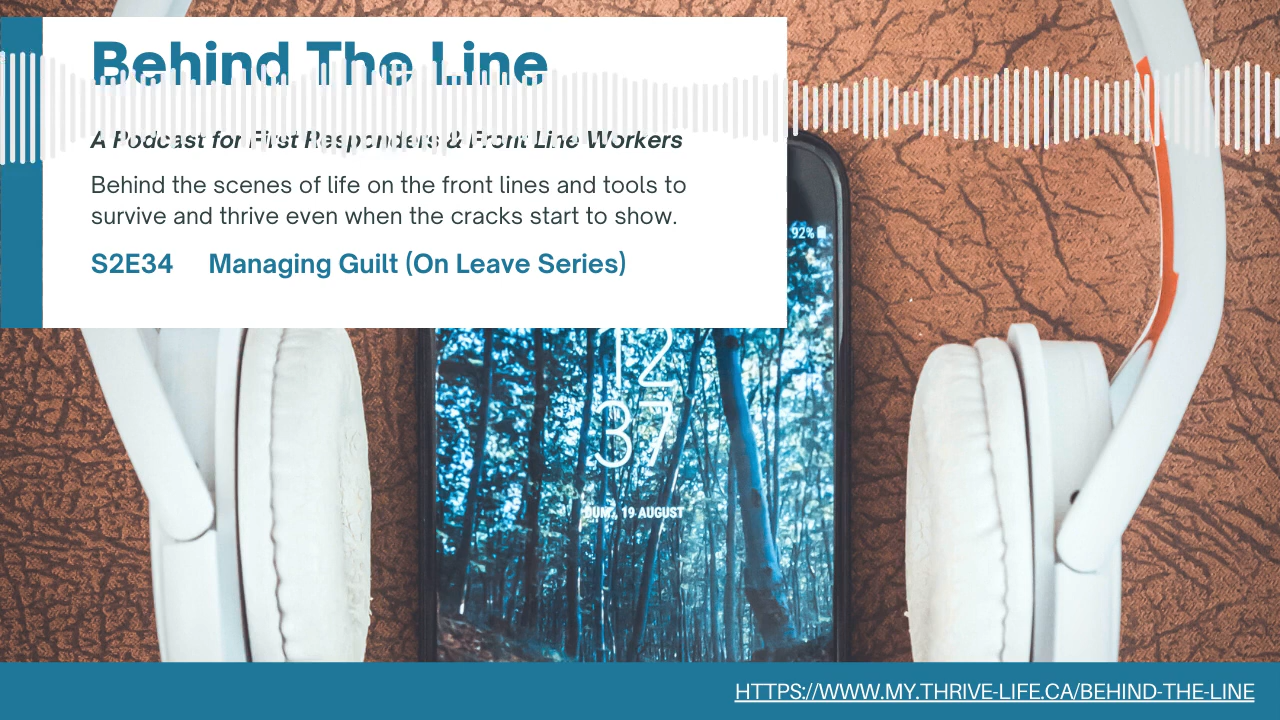 Behind The Line
A Podcast for First Responders & Front Line Workers
Behind the scenes of life on the front lines and tools to
survive and thrive even when the cracks start to show.
S2E34 Managing Guilt (On Leave Series)
92%
12
37
DUM., 19 AUGUST
HTTPS://WWW.MY.THRIVE-LIFE.CA/BEHIND-THE-LINE